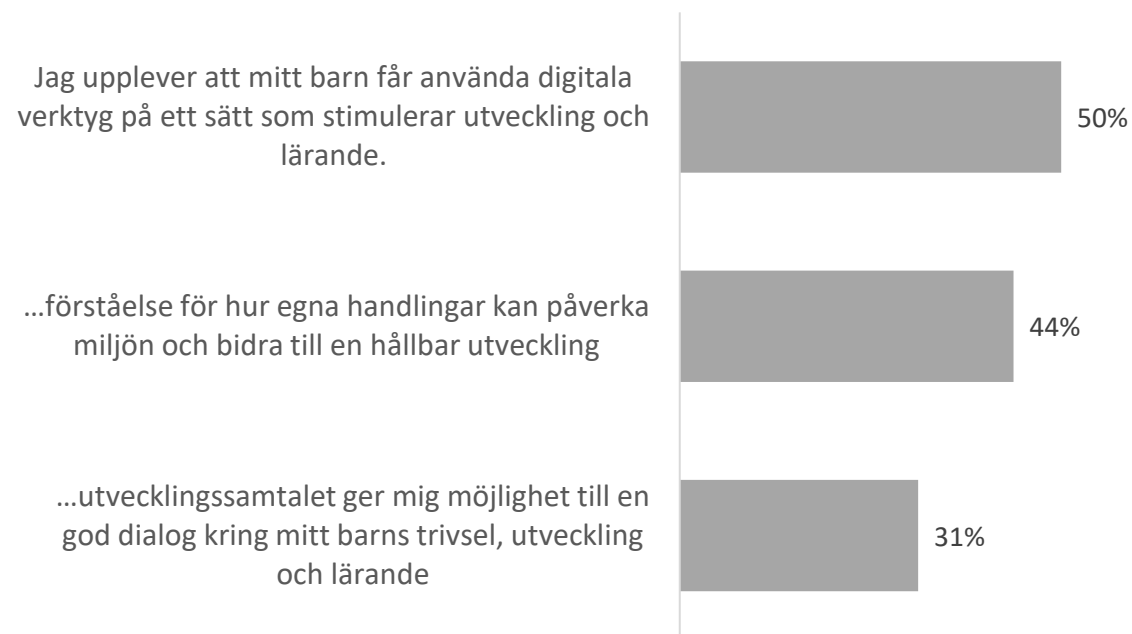 Jag upplever att mitt barn får använda digitala
verktyg på ett sätt som stimulerar utveckling och
lärande.
50%
…förståelse för hur egna handlingar kan påverka
miljön och bidra till en hållbar utveckling
44%
…utvecklingssamtalet ger mig möjlighet till en
god dialog kring mitt barns trivsel, utveckling
och lärande
31%